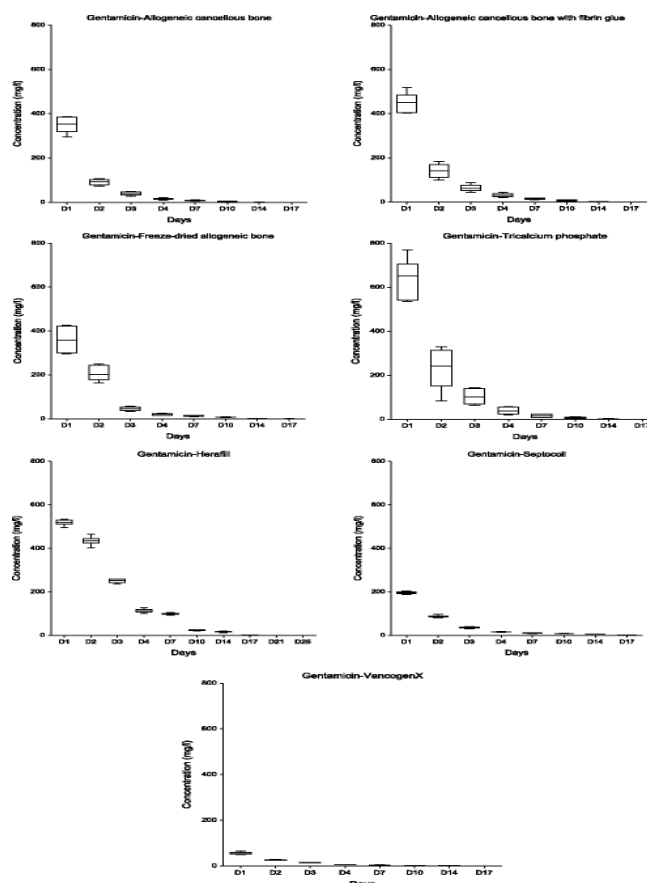 Gentamicin-Allogeneic cancellous bone
800
600
400
200
0
Concentration (mg/l)
D1 D2 D3 D4 D7 D10 D14 D17
Days
Gentamicin-Allogeneic cancellous bone with fibrin glue
800
600
400
200
0
Concentration (mg/l)
D1 D2 D3 D4 D7 D10 D14 D17
Days
Gentamicin-Freeza-dried allogeneic bone
800
600
400
200
0
Concentration (mg/l)
D1 D2 D3 D4 D7 D10 D14 D17
Days
Gentamicin-Tricalcium phosphate
800
600
400
200
0
Concentration (mg/l)
D1 D2 D3 D4 D7 D10 D14 D17
Days
Gentamicin-Herafill
800
600
400
200
0
Concentration (mg/l)
D1 D2 D3 D4 D7 D10 D14 D17 D21 D25
Days
Gentamicin-Septocoll
800
600
400
200
0
Concentration (mg/l)
D1 D2 D3 D4 D7 D10 D14 D17
Days
Gentamicin-VancogenX
800
600
400
200
0
Concentration (mg/l)
D1 D2 D3 D4 D7 D10 D14 D17
Days